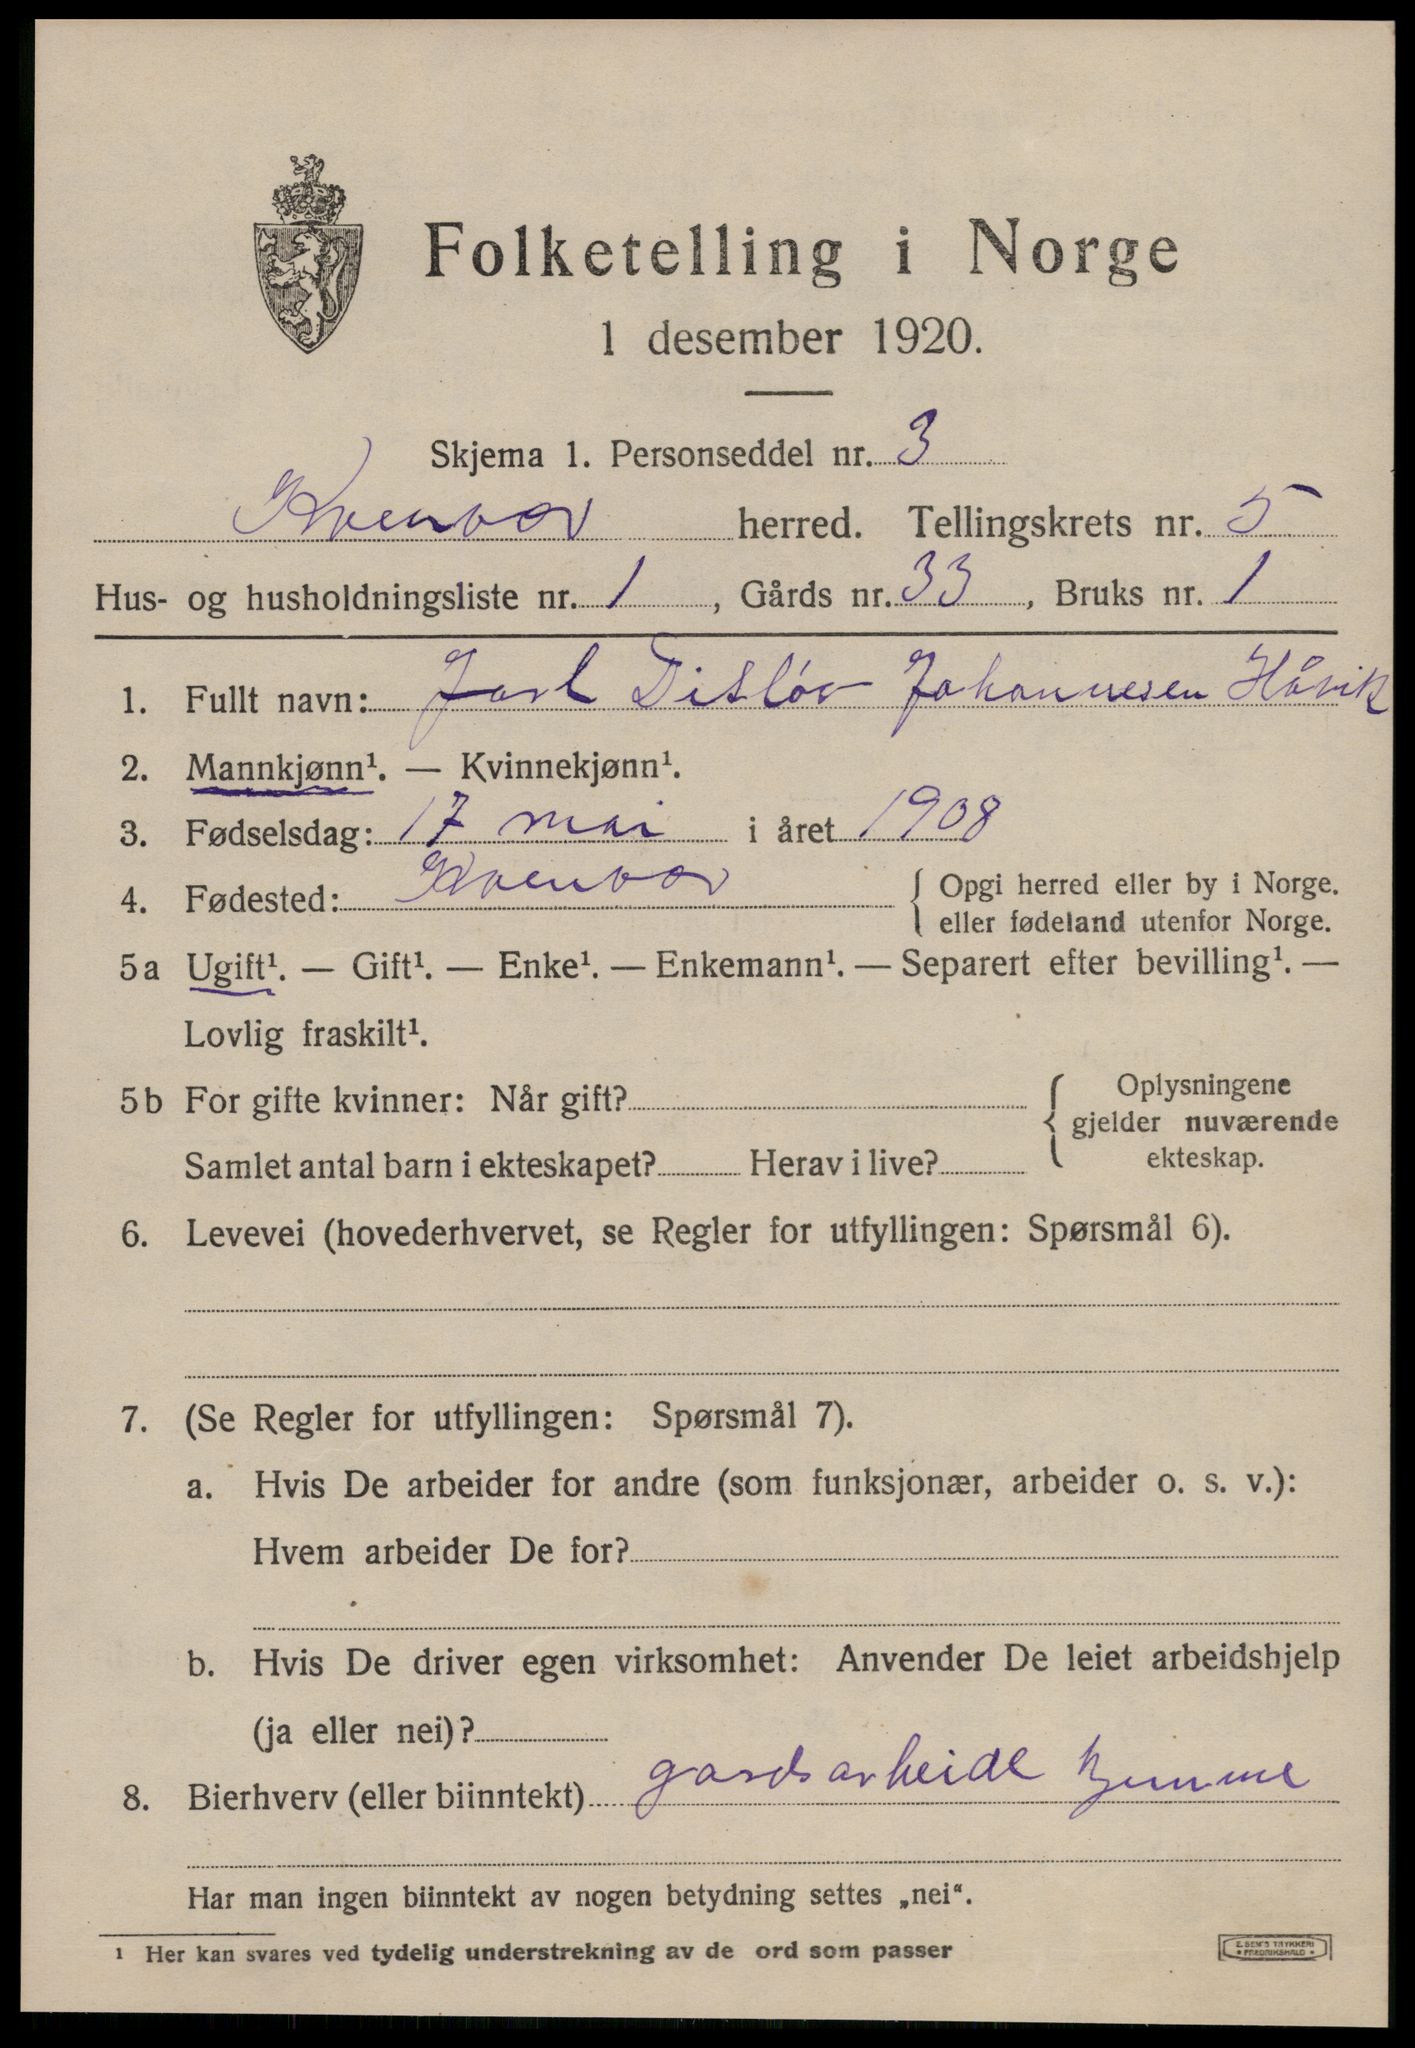 Folketelling i Norge
1 desember 1920.
Skjema 1. Personseddel nr. 3
Kvenvær herred. Tellingskrets nr. 5
Hus- og husholdningsliste nr. 1, Gårds nr. 33, Bruks nr. 1
1. Fullt navn: Jarl Ditløv Johannesen Håvik
2. Mannkjønn¹. — Kvinnekjønn¹.
3. Fødselsdag: 17 mai i året 1908
4. Fødested: Kvenvær { Opgi herred eller by i Norge.
eller fødeland utenfor Norge.
5a Ugift¹. — Gift¹. — Enke¹. — Enkemann¹. — Separert efter bevilling¹. —
Lovlig fraskilt¹.
5b For gifte kvinner: Når gift? { Oplysningene
gjelder nuværende
Samlet antal barn i ekteskapet? Herav i live? ekteskap.
6. Levevei (hovederhvervet, se Regler for utfyllingen: Spørsmål 6).
7. (Se Regler for utfyllingen: Spørsmål 7).
a. Hvis De arbeider for andre (som funksjonær, arbeider o. s. v.):
Hvem arbeider De for?
b. Hvis De driver egen virksomhet: Anvender De leiet arbeidshjelp
(ja eller nei)?
8. Bierhverv (eller biinntekt) gardsarbeide hjemme
Har man ingen biinntekt av nogen betydning settes „nei“.
¹ Her kan svares ved tydelig understrekning av de ord som passer
E. SEM'S TRYKKERI
FREDRIKSHALD